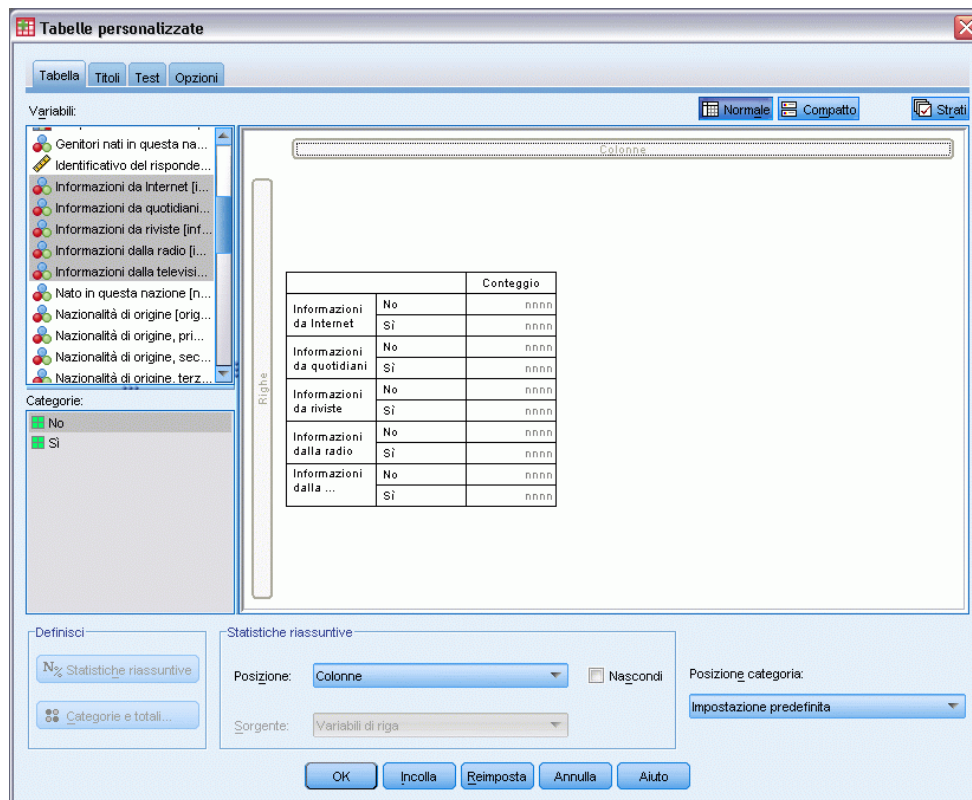 Tabelle personalizzate
Tabella Titoli Test Opzioni
Variabili:
Normale Compatto Strati
Genitori nati in questa na...
Identificativo del risponde...
Informazioni da Internet [i...
Informazioni da quotidiani...
Informazioni da riviste [inf...
Informazioni dalla radio [i...
Informazioni dalla televisi...
Nato in questa nazione [n...
Nazionalità di origine [orig...
Nazionalità di origine, pri...
Nazionalità di origine, sec...
Nazionalità di origine, terz...
Categorie:
No
Sì
Colonne
Righe
Conteggio
Informazioni da Internet No nnnn
Sì nnnn
Informazioni da quotidiani No nnnn
Sì nnnn
Informazioni da riviste No nnnn
Sì nnnn
Informazioni dalla radio No nnnn
Sì nnnn
Informazioni dalla ... No nnnn
Sì nnnn
Definisci
N% Statistiche riassuntive
Categorie e totali...
Statistiche riassuntive
Posizione: Colonne Nascondi
Sorgente: Variabili di riga
Posizione categoria:
Impostazione predefinita
OK Incolla Reimposta Annulla Aiuto